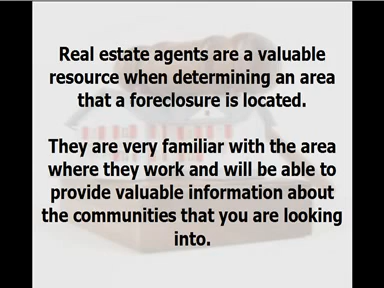 Real estate agents are a valuable
resource when determining an area
that a foreclosure is located.
They are very familiar with the area
where they work and will be able to
provide valuable information about
the communities that you are looking
into.